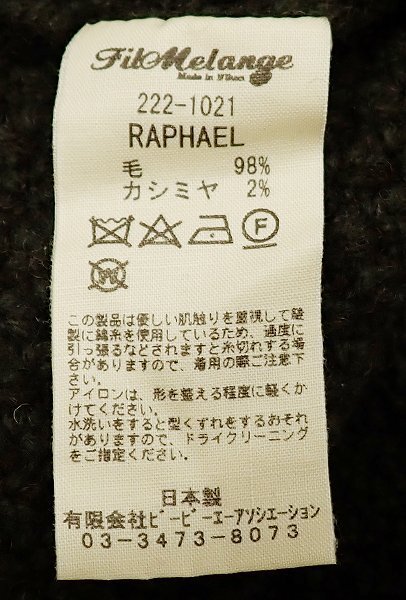 FilMelange
Made in Nihon
222-1021
RAPHAEL
毛 98%
カシミヤ 2%
F
W
この製品は優しい肌触りを重視して縫
製に綿糸を使用しているため、過度に
引っ張るなどされますと糸切れする場
合がありますので、着用の際ご注意下
さい。
アイロンは、形を整える程度に軽くか
けてください。
水洗いをすると型くずれをするおそれ
がありますので、ドライクリーニング
をご指定ください。
日本製
有限会社ビービーエーアソシエーション
03-3473-8073